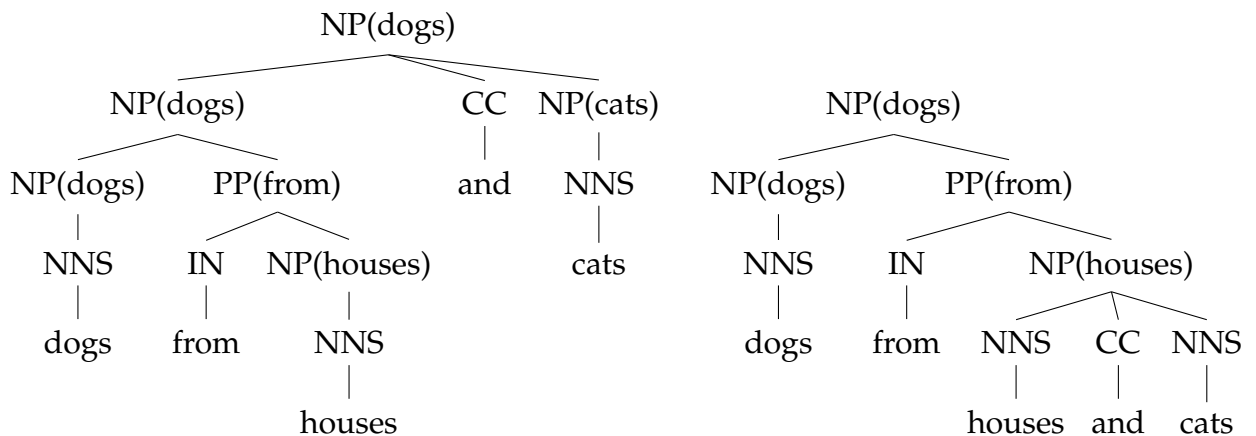 NP(dogs)
NP(dogs) CC NP(cats) NP(dogs)
NP(dogs) PP(from) and NNS NP(dogs) PP(from)
NNS IN NP(houses) cats NNS IN NP(houses)
dogs from NNS dogs from NNS CC NNS
houses houses and cats